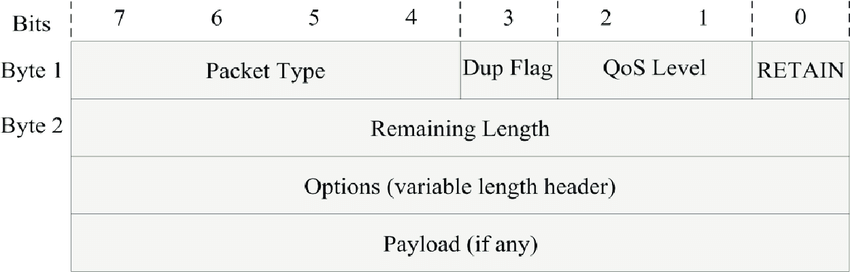 Bits 7 6 5 4 3 2 1 0
Byte 1 Packet Type Dup Flag QoS Level RETAIN
Byte 2 Remaining Length
Options (variable length header)
Payload (if any)